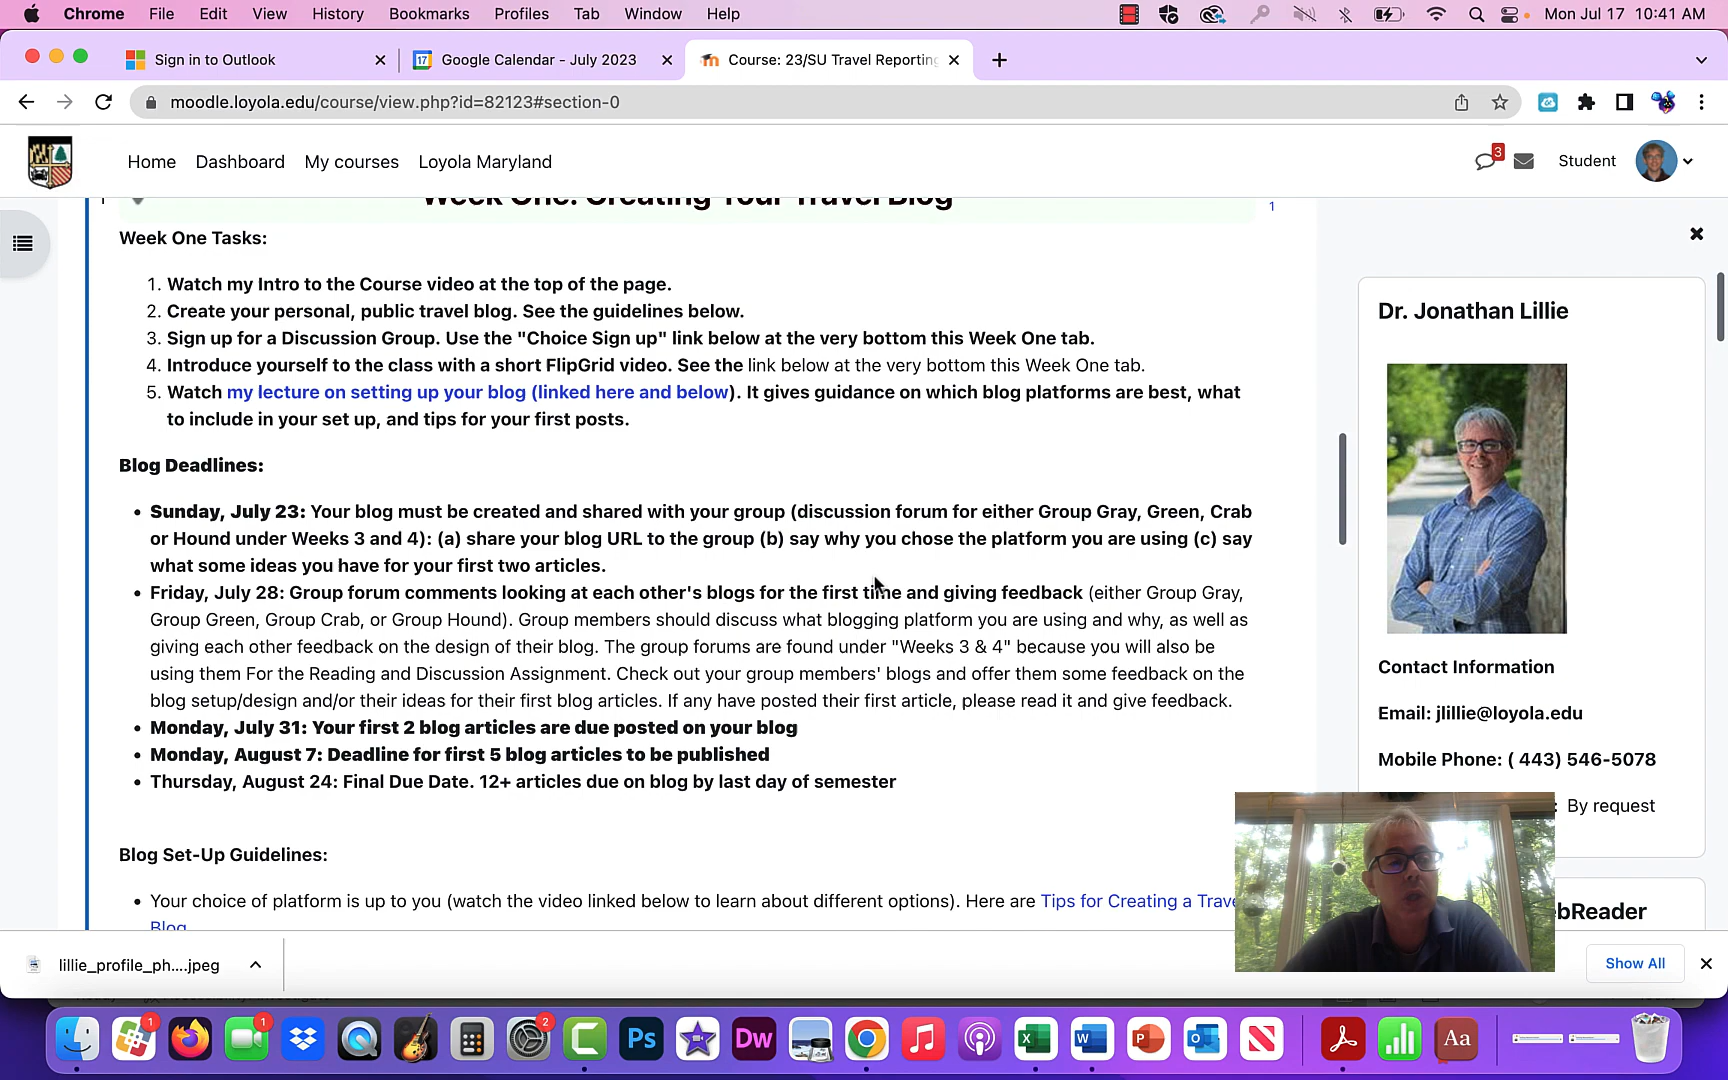 Chrome File Edit View History Bookmarks Profiles Tab Window Help Mon Jul 17 10:41 AM
Sign in to Outlook 17 Google Calendar - July 2023 Course: 23/SU Travel Reporting
moodle.loyola.edu/course/view.php?id=82123#section-0
Home Dashboard My courses Loyola Maryland 3 Student
Week One: Creating Your Travel Blog
1
Week One Tasks:
1. Watch my Intro to the Course video at the top of the page.
2. Create your personal, public travel blog. See the guidelines below.
3. Sign up for a Discussion Group. Use the "Choice Sign up" link below at the very bottom this Week One tab.
4. Introduce yourself to the class with a short FlipGrid video. See the link below at the very bottom this Week One tab.
5. Watch my lecture on setting up your blog (linked here and below). It gives guidance on which blog platforms are best, what
to include in your set up, and tips for your first posts.
Blog Deadlines:
• Sunday, July 23: Your blog must be created and shared with your group (discussion forum for either Group Gray, Green, Crab
or Hound under Weeks 3 and 4): (a) share your blog URL to the group (b) say why you chose the platform you are using (c) say
what some ideas you have for your first two articles.
• Friday, July 28: Group forum comments looking at each other's blogs for the first time and giving feedback (either Group Gray,
Group Green, Group Crab, or Group Hound). Group members should discuss what blogging platform you are using and why, as well as
giving each other feedback on the design of their blog. The group forums are found under "Weeks 3 & 4" because you will also be
using them For the Reading and Discussion Assignment. Check out your group members' blogs and offer them some feedback on the
blog setup/design and/or their ideas for their first blog articles. If any have posted their first article, please read it and give feedback.
• Monday, July 31: Your first 2 blog articles are due posted on your blog
• Monday, August 7: Deadline for first 5 blog articles to be published
• Thursday, August 24: Final Due Date. 12+ articles due on blog by last day of semester
Blog Set-Up Guidelines:
• Your choice of platform is up to you (watch the video linked below to learn about different options). Here are Tips for Creating a Trave
Blog
Dr. Jonathan Lillie
Contact Information
Email: jlillie@loyola.edu
Mobile Phone: ( 443) 546-5078
: By request
bReader
lillie_profile_ph....jpeg
Show All
1 1 2 Ps Dw X W P O N Aa